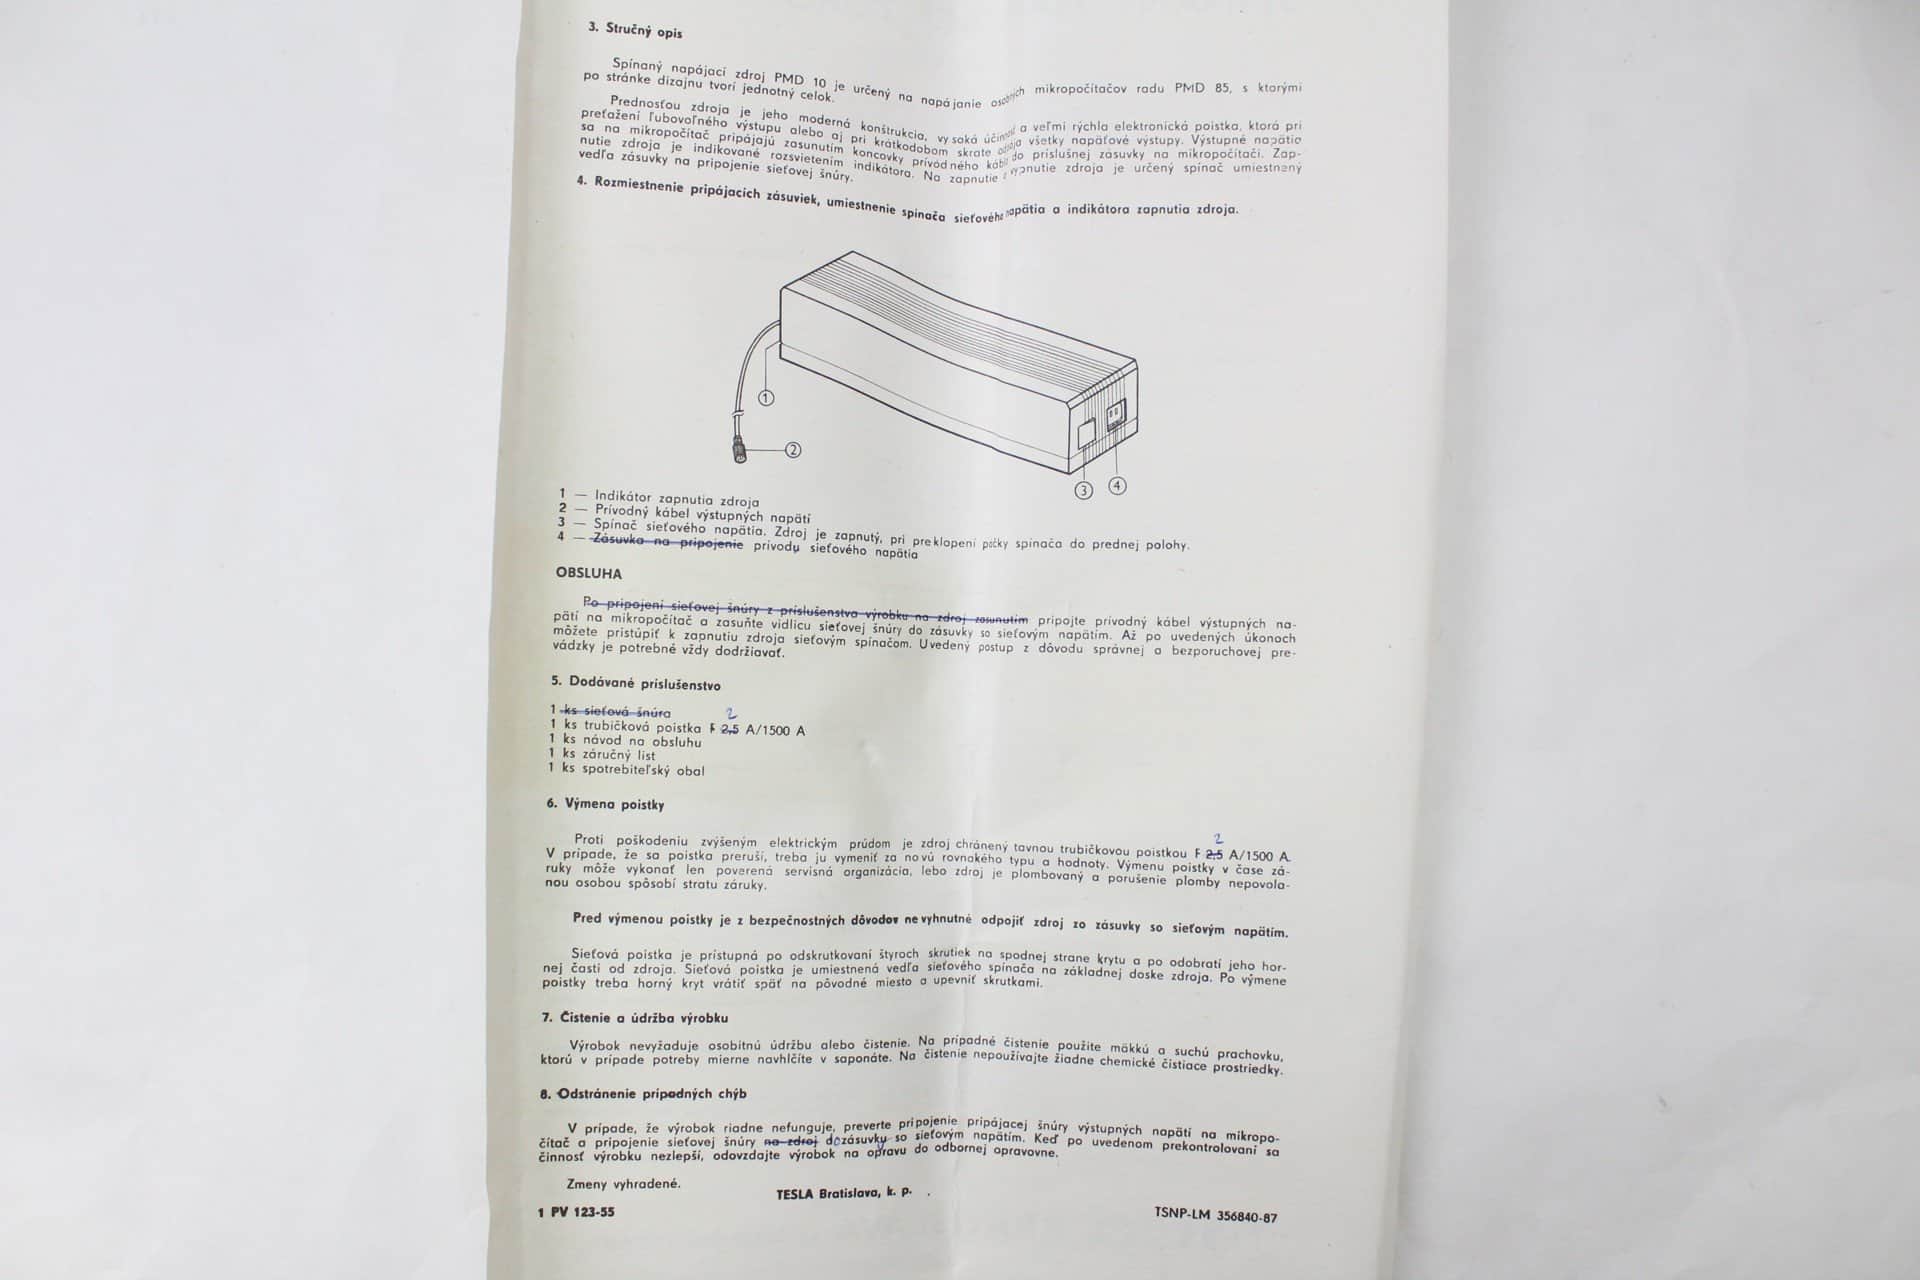 3. Stručný opis
Spínaný napájací zdroj PMD 10 je určený na napájanie osobných mikropočítačov radu PMD 85, s ktorými
po stránke dizajnu tvorí jednotný celok.
Prednosťou zdroja je jeho moderná konštrukcia, vysoká účinnosť a veľmi rýchla elektronická poistka, ktorá pri
preťažení ľubovoľného výstupu alebo aj pri krátkodobom skrate odpája všetky napäťové výstupy. Výstupné napätie
sa na mikropočítač pripájajú zasunutím koncovky prívodného kábla do príslušnej zásuvky na mikropočítači. Zap-
nutie zdroja je indikované rozsvietením indikátora. Na zapnutie a vypnutie zdroja je určený spínač umiestnený
vedľa zásuvky na pripojenie sieťovej šnúry.
4. Rozmiestnenie pripájacích zásuviek, umiestnenie spínača sieťového napätia a indikátora zapnutia zdroja.
1
2
3
4
1 — Indikátor zapnutia zdroja
2 — Prívodný kábel výstupných napätí
3 — Spínač sieťového napätia. Zdroj je zapnutý, pri preklopení páčky spínača do prednej polohy.
4 — Zásuvka na pripojenie prívodu sieťového napätia
OBSLUHA
Po pripojení sieťovej šnúry z príslušenstva výrobku na zdroj zasunutím pripojte prívodný kábel výstupných na-
pätí na mikropočítač a zasuňte vidlicu sieťovej šnúry do zásuvky so sieťovým napätím. Až po uvedených úkonoch
môžete pristúpiť k zapnutiu zdroja sieťovým spínačom. Uvedený postup z dôvodu správnej a bezporuchovej pre-
vádzky je potrebné vždy dodržiavať.
5. Dodávané príslušenstvo
1 ks sieťová šnúra
2
1 ks trubičková poistka F 2,5 A/1500 A
1 ks návod na obsluhu
1 ks záručný list
1 ks spotrebiteľský obal
6. Výmena poistky
2
Proti poškodeniu zvýšeným elektrickým prúdom je zdroj chránený tavnou trubičkovou poistkou F 2,5 A/1500 A.
V prípade, že sa poistka preruší, treba ju vymeniť za novú rovnakého typu a hodnoty. Výmenu poistky v čase zá-
ruky môže vykonať len poverená servisná organizácia, lebo zdroj je plombovaný a porušenie plomby nepovola-
nou osobou spôsobí stratu záruky.
Pred výmenou poistky je z bezpečnostných dôvodov nevyhnutné odpojiť zdroj zo zásuvky so sieťovým napätím.
Sieťová poistka je prístupná po odskrutkovaní štyroch skrutiek na spodnej strane krytu a po odobratí jeho hor-
nej časti od zdroja. Sieťová poistka je umiestnená vedľa sieťového spínača na základnej doske zdroja. Po výmene
poistky treba horný kryt vrátiť späť na pôvodné miesto a upevniť skrutkami.
7. Čistenie a údržba výrobku
Výrobok nevyžaduje osobitnú údržbu alebo čistenie. Na prípadné čistenie použite mäkkú a suchú prachovku,
ktorú v prípade potreby mierne navhlčíte v saponáte. Na čistenie nepoužívajte žiadne chemické čistiace prostriedky.
8. Odstránenie prípadných chýb
V prípade, že výrobok riadne nefunguje, preverte pripojenie pripájacej šnúry výstupných napätí na mikropo-
čítač a pripojenie sieťovej šnúry na zdroj do zásuvky so sieťovým napätím. Keď po uvedenom prekontrolovaní sa
činnosť výrobku nezlepší, odovzdajte výrobok na opravu do odbornej opravovne.
Zmeny vyhradené.
TESLA Bratislava, k. p.
1 PV 123-55
TSNP-LM 356840-87